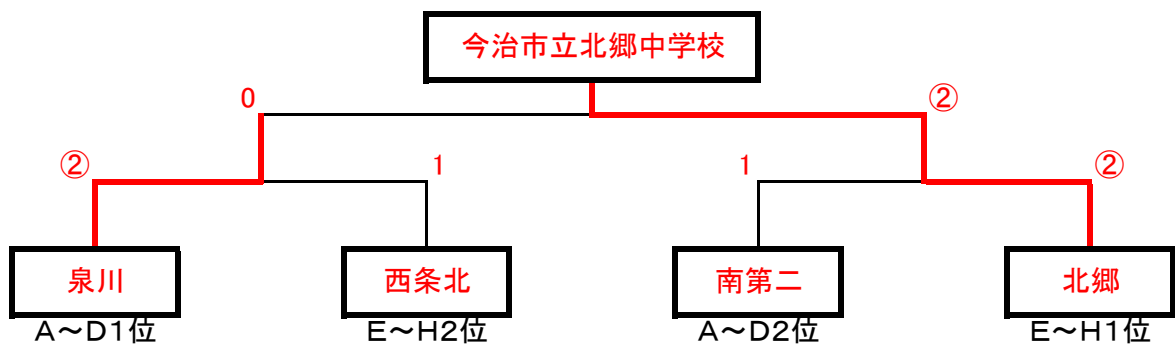 今治市立北郷中学校
0
②
②
1
1
②
泉川
西条北
南第二
北郷
A～D1位
E～H2位
A～D2位
E～H1位